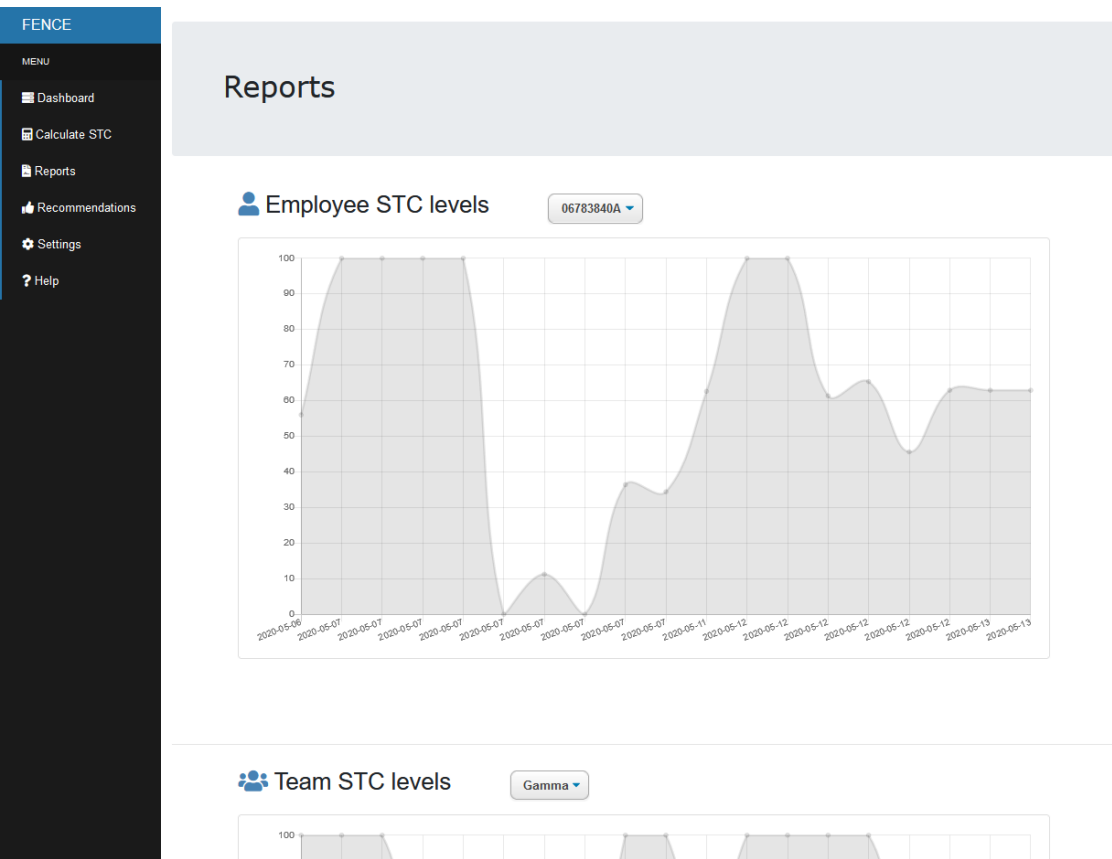 FENCE
MENU
Dashboard
Calculate STC
Reports
Recommendations
Settings
Help
Reports
Employee STC levels
06783840A
100
90
80
70
60
50
40
30
20
10
0
2020-05-06
2020-05-07
2020-05-07
2020-05-07
2020-05-07
2020-05-07
2020-05-07
2020-05-07
2020-05-07
2020-05-07
2020-05-11
2020-05-12
2020-05-12
2020-05-12
2020-05-12
2020-05-12
2020-05-12
2020-05-13
2020-05-13
Team STC levels
Gamma
100